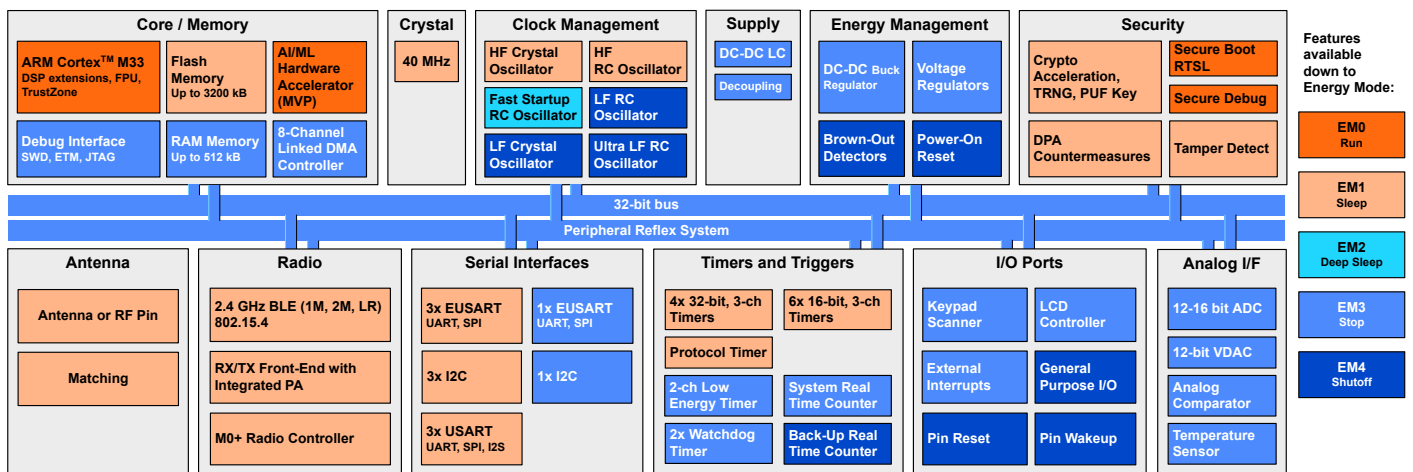 Core / Memory
ARM Cortex™ M33
DSP extensions, FPU,
TrustZone
Flash
Memory
Up to 3200 kB
AI/ML
Hardware
Accelerator
(MVP)
Debug Interface
SWD, ETM, JTAG
RAM Memory
Up to 512 kB
8-Channel
Linked DMA
Controller
Crystal
40 MHz
Clock Management
HF Crystal
Oscillator
HF
RC Oscillator
Fast Startup
RC Oscillator
LF RC
Oscillator
LF Crystal
Oscillator
Ultra LF RC
Oscillator
Supply
DC-DC LC
Decoupling
Energy Management
DC-DC Buck
Regulator
Voltage
Regulators
Brown-Out
Detectors
Power-On
Reset
Security
Crypto
Acceleration,
TRNG, PUF Key
Secure Boot
RTSL
Secure Debug
DPA
Countermeasures
Tamper Detect
32-bit bus
Peripheral Reflex System
Antenna
Antenna or RF Pin
Matching
Radio
2.4 GHz BLE (1M, 2M, LR)
802.15.4
RX/TX Front-End with
Integrated PA
M0+ Radio Controller
Serial Interfaces
3x EUSART
UART, SPI
1x EUSART
UART, SPI
3x I2C
1x I2C
3x USART
UART, SPI, I2S
Timers and Triggers
4x 32-bit, 3-ch
Timers
6x 16-bit, 3-ch
Timers
Protocol Timer
2-ch Low
Energy Timer
System Real
Time Counter
2x Watchdog
Timer
Back-Up Real
Time Counter
I/O Ports
Keypad
Scanner
LCD
Controller
External
Interrupts
General
Purpose I/O
Pin Reset
Pin Wakeup
Analog I/F
12-16 bit ADC
12-bit VDAC
Analog
Comparator
Temperature
Sensor
Features
available
down to
Energy Mode:
EM0
Run
EM1
Sleep
EM2
Deep Sleep
EM3
Stop
EM4
Shutoff